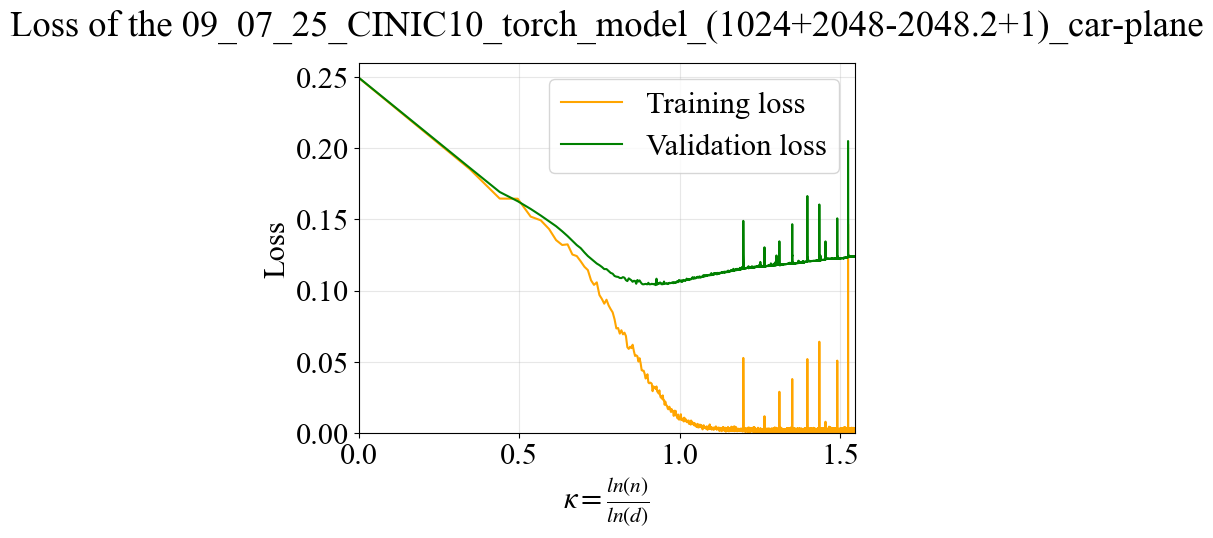 Loss of the 09_07_25_CINIC10_torch_model_(1024+2048-2048.2+1)_car-plane
Training loss
Validation loss
0.25
0.20
0.15
0.10
0.05
0.00
Loss
0.0 0.5 1.0 1.5
κ = ln(n)/ln(d)